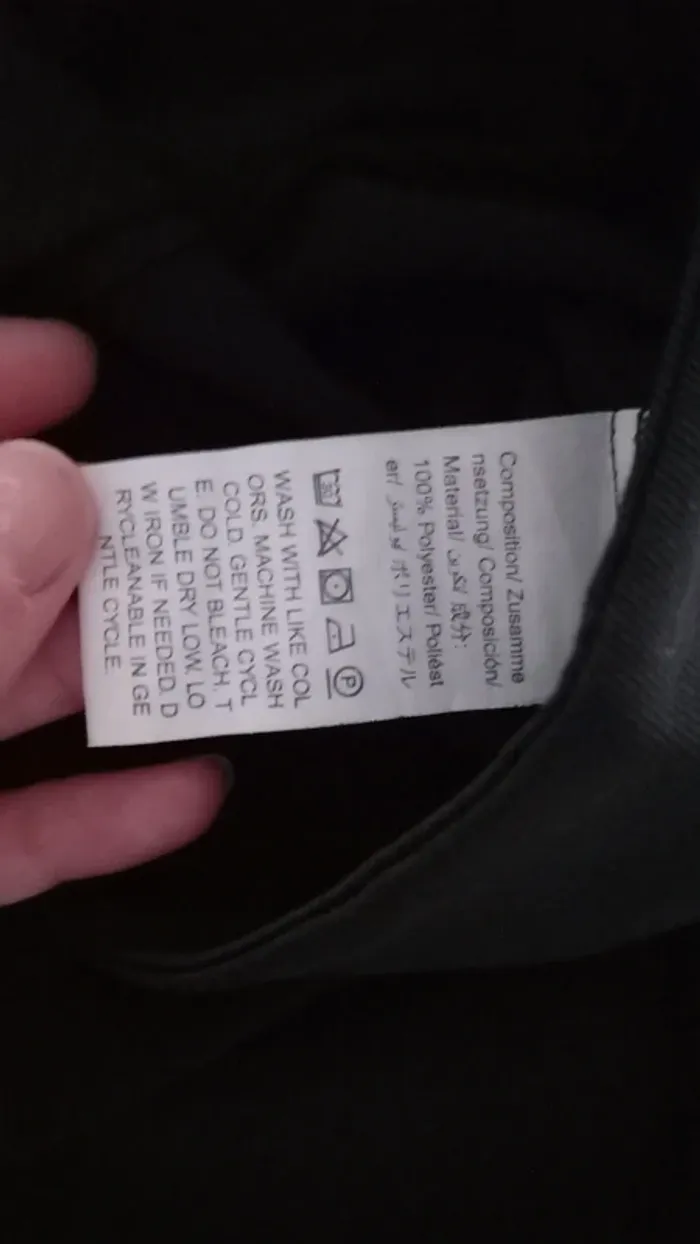 Composition/ Zusamme
nsetzung/ Composición/
Material/ تكوين/ 成分:
100% Polyester/ Poliést
er/ بوليستر/ ポリエステル
30
P
WASH WITH LIKE COL
ORS. MACHINE WASH
COLD. GENTLE CYCL
E. DO NOT BLEACH. T
UMBLE DRY LOW. LO
W IRON IF NEEDED. D
RYCLEANABLE IN GE
NTLE CYCLE.